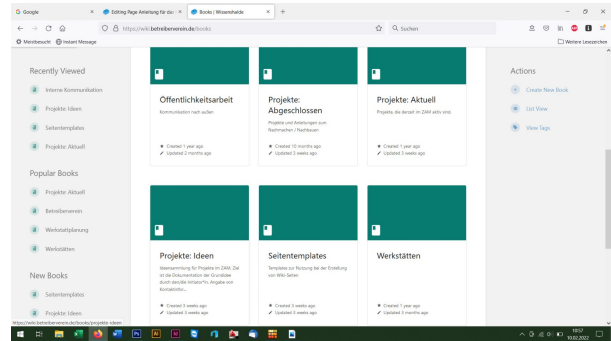 Google
Editing Page Anleitung für das
Books | Wissenshalde
https://wiki.betreiberverein.de/books
Suchen
Meistbesucht
Instant Message
Weitere Lesezeichen
Recently Viewed
Interne Kommunikation
Projekte: Ideen
Seitentemplates
Projekte: Aktuell
Popular Books
Projekte: Aktuell
Betreiberverein
Werkstattplanung
Werkstätten
New Books
Seitentemplates
Projekte: Ideen
Öffentlichkeitsarbeit
Kommunikation nach außen
Created 1 year ago
Updated 2 months ago
Projekte:
Abgeschlossen
Projekte und Anleitungen zum
Nachmachen / Nachbauen
Created 10 months ago
Updated 3 weeks ago
Projekte: Aktuell
Projekte, die derzeit im ZAM aktiv sind.
Created 1 year ago
Updated 3 weeks ago
Projekte: Ideen
Ideensammlung für Projekte im ZAM. Ziel
ist die Dokumentation der Grundidee
durch den/die Initiator*in, Angabe von
Kontaktinfor...
Created 3 weeks ago
Updated 3 weeks ago
Seitentemplates
Templates zur Nutzung bei der Erstellung
von Wiki-Seiten
Created 3 weeks ago
Updated 3 weeks ago
Werkstätten
Created 1 year ago
Updated 3 months ago
Actions
Create New Book
List View
View Tags
https://wiki.betreiberverein.de/books/projekte-ideen
10:57
10.02.2022